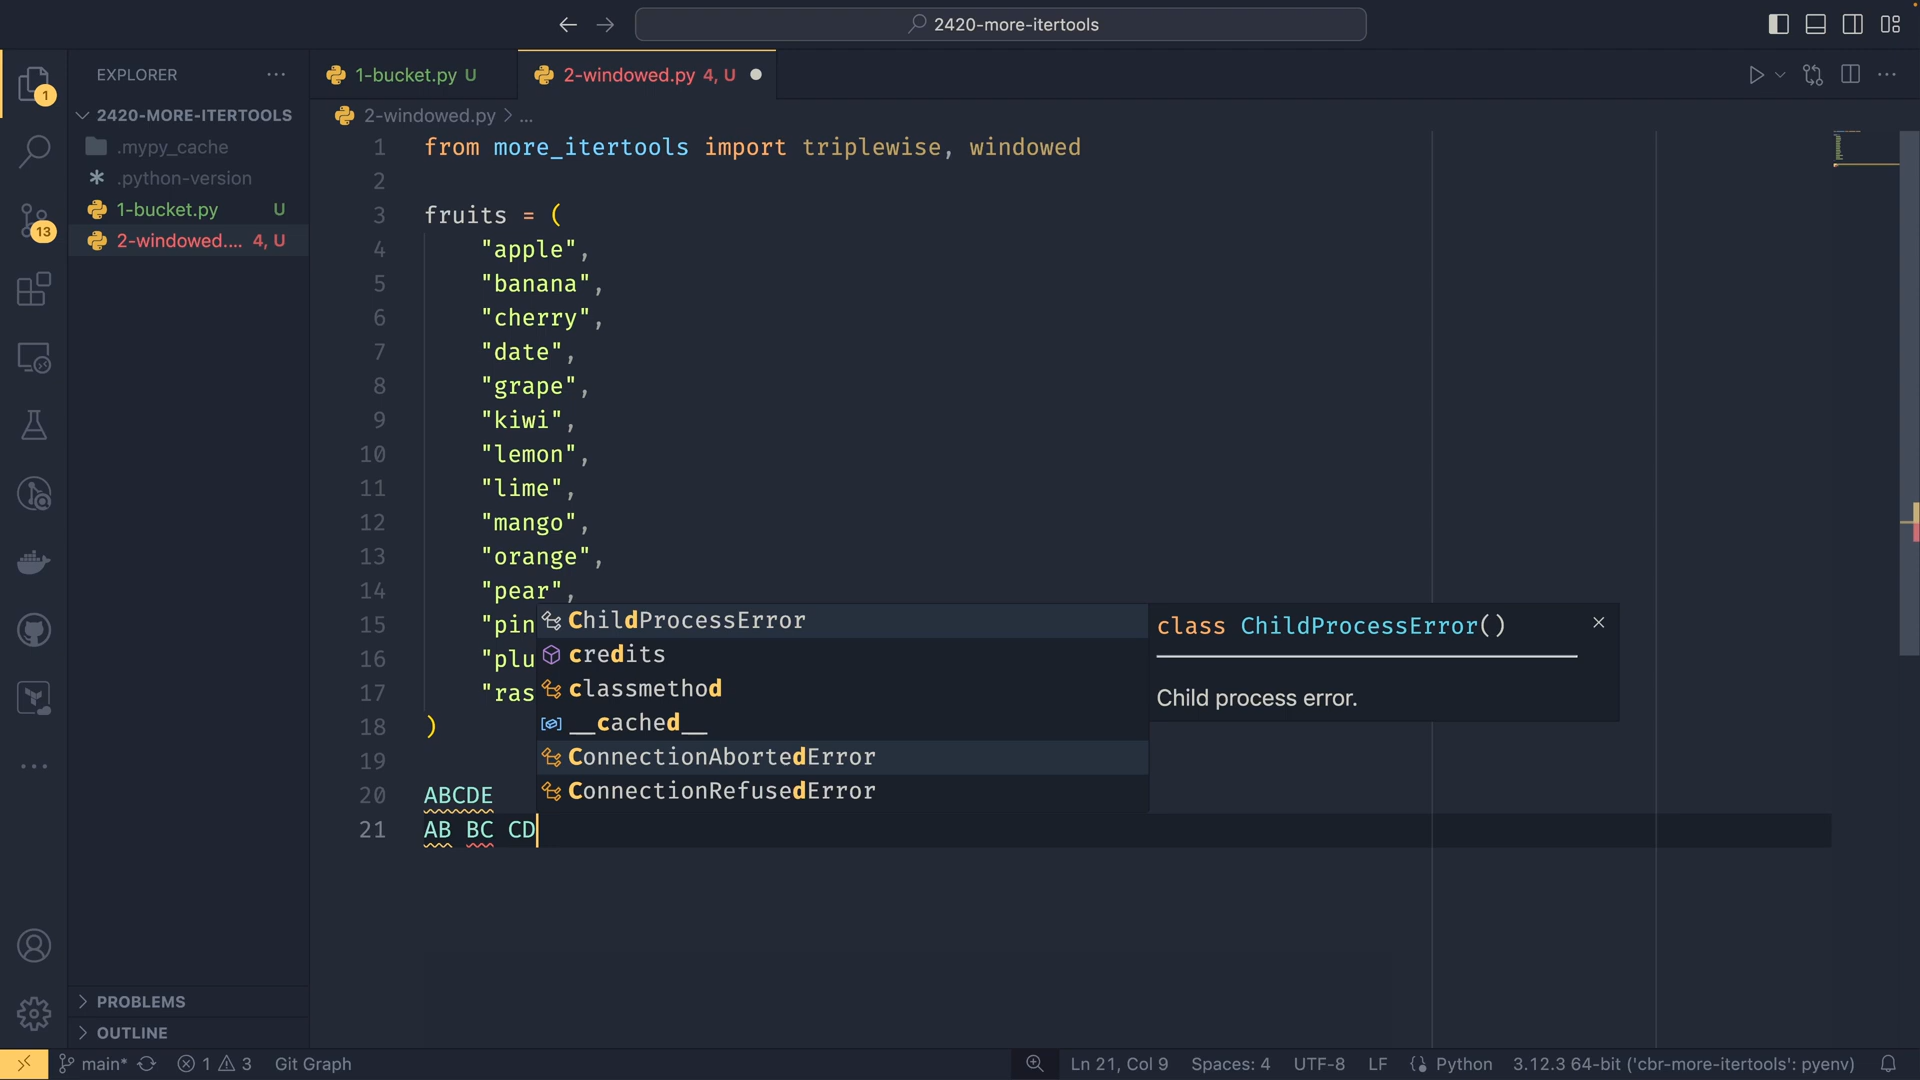 2420-more-itertools
EXPLORER
1
13
2420-MORE-ITERTOOLS
.mypy_cache
.python-version
1-bucket.py U
2-windowed.... 4, U
PROBLEMS
OUTLINE
1-bucket.py U
2-windowed.py 4, U
2-windowed.py > ...
1 from more_itertools import triplewise, windowed
2
3 fruits = (
4 "apple",
5 "banana",
6 "cherry",
7 "date",
8 "grape",
9 "kiwi",
10 "lemon",
11 "lime",
12 "mango",
13 "orange",
14 "pear",
15 "pin
16 "plu
17 "ras
18 )
19
20 ABCDE
21 AB BC CD
ChildProcessError
credits
classmethod
__cached__
ConnectionAbortedError
ConnectionRefusedError
class ChildProcessError()
Child process error.
main* 1 3 Git Graph Ln 21, Col 9 Spaces: 4 UTF-8 LF Python 3.12.3 64-bit ('cbr-more-itertools': pyenv)